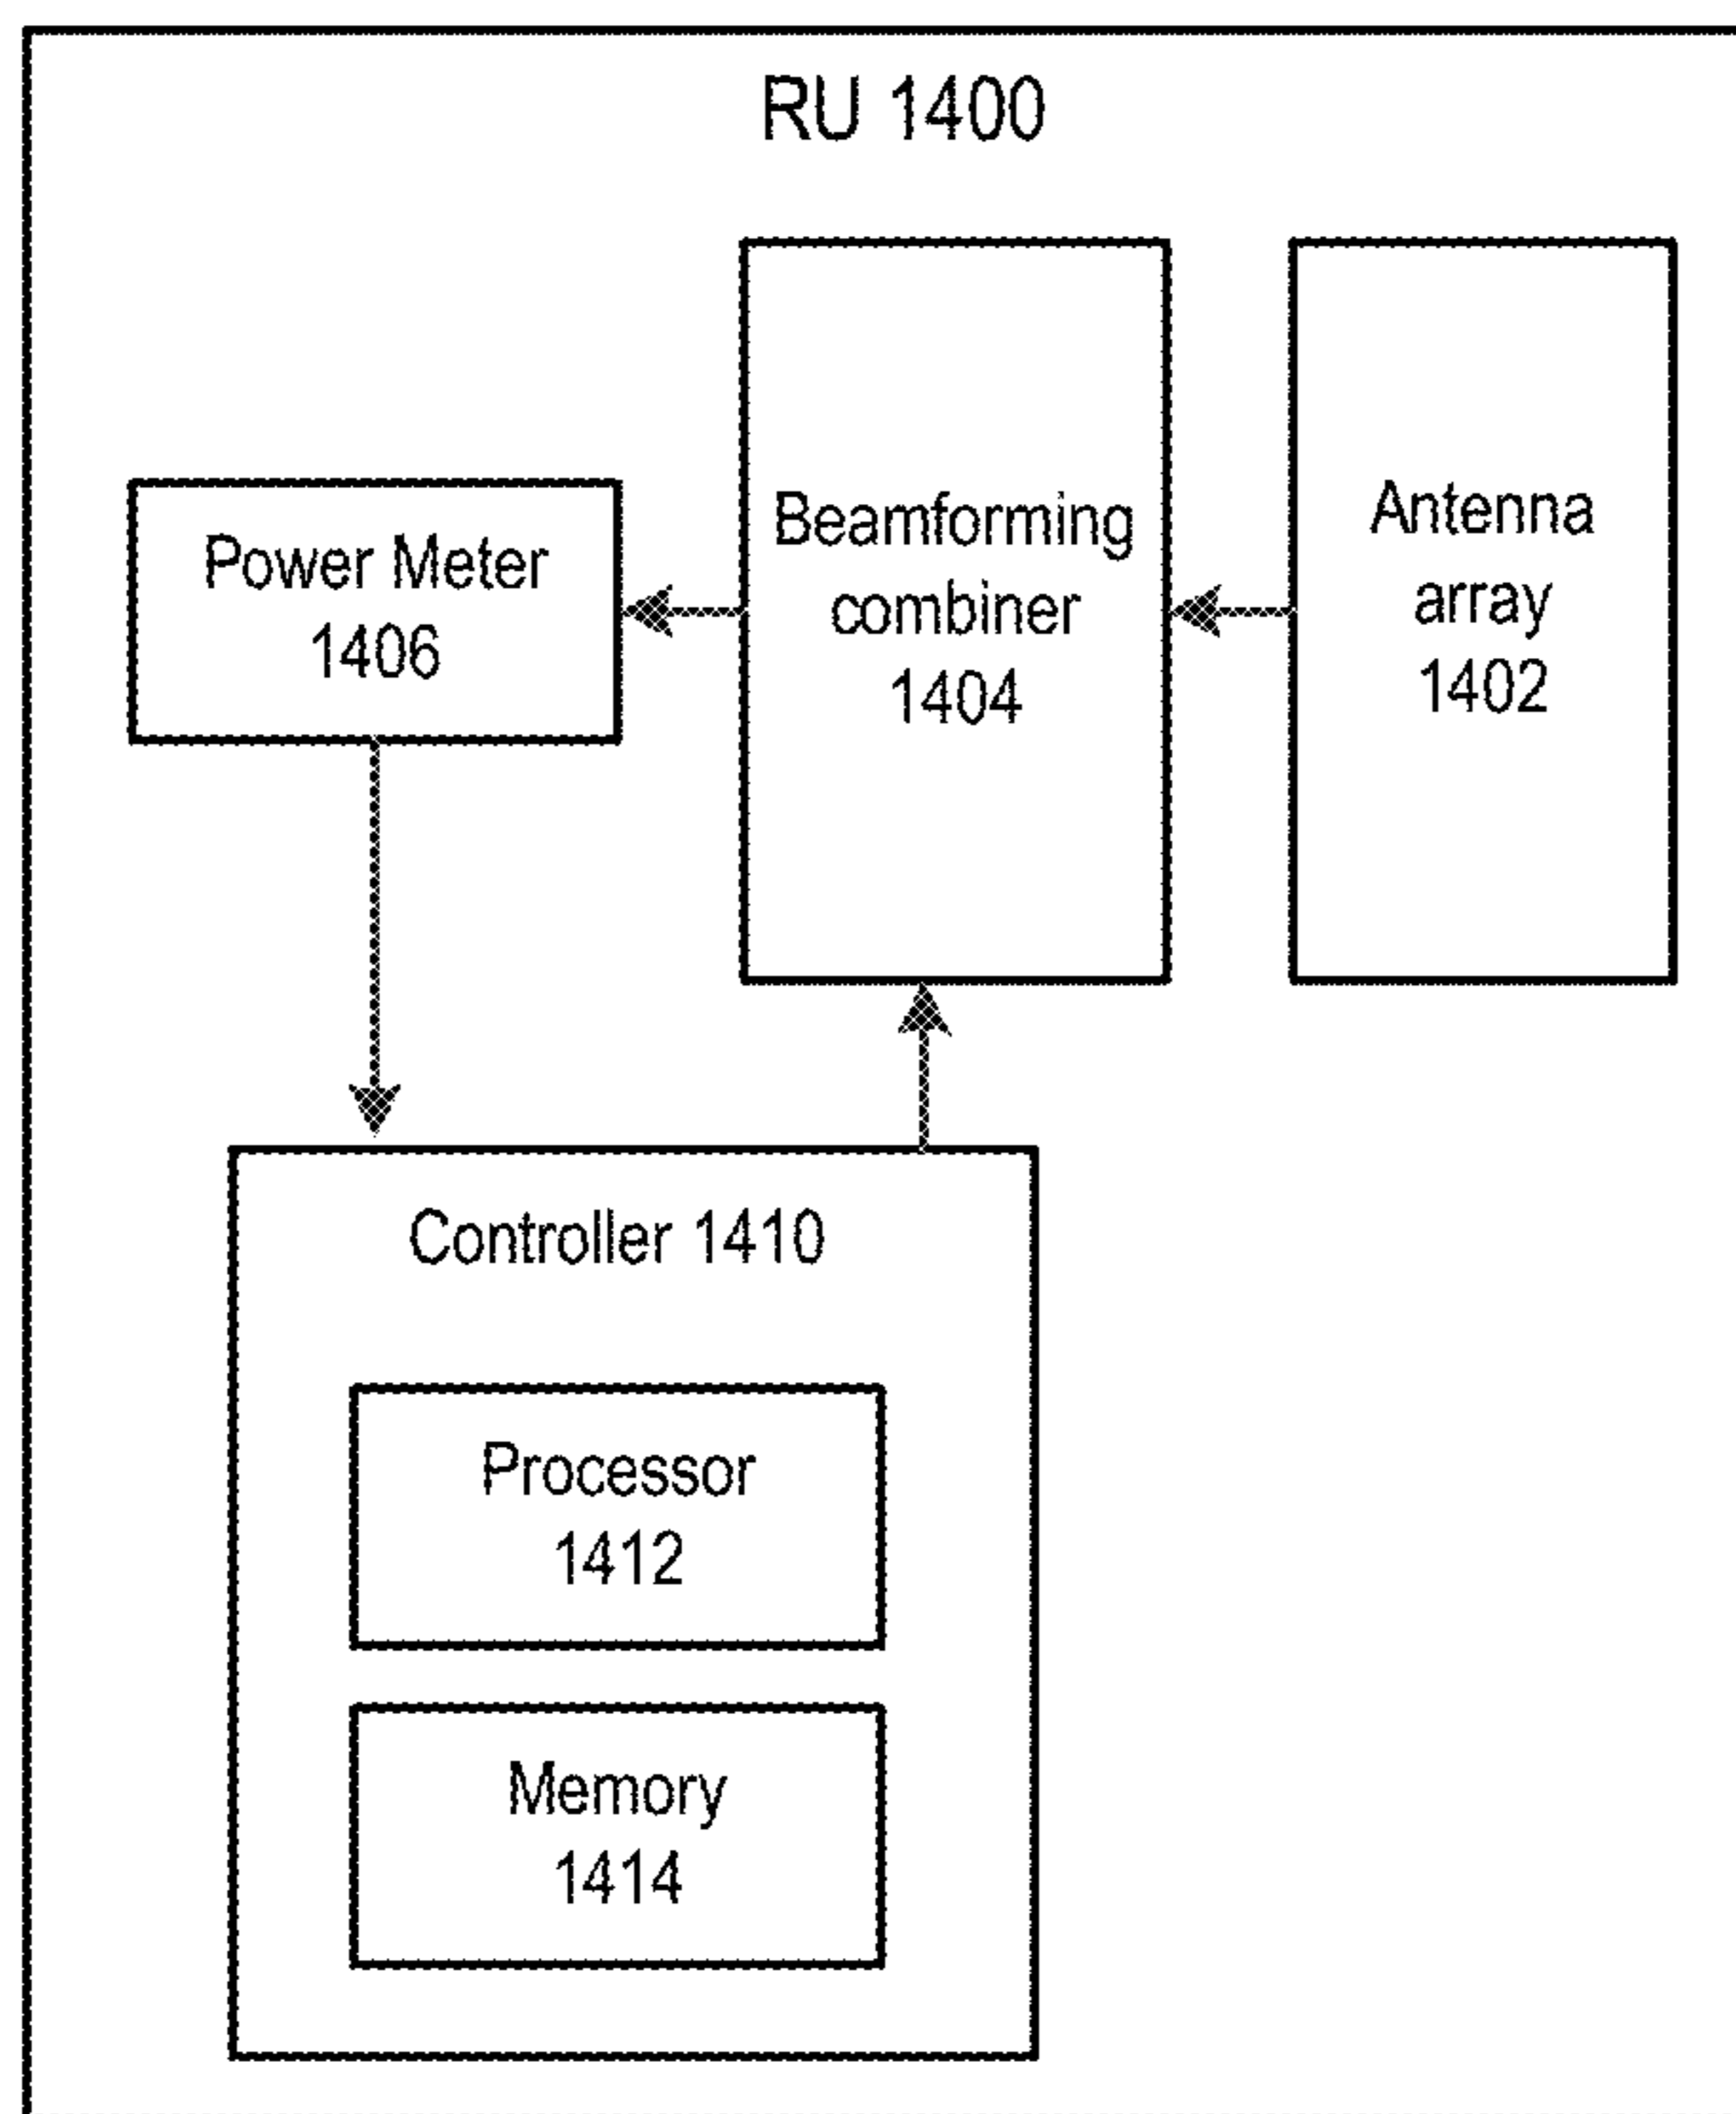 RU 1400
Power Meter
1406
Beamforming
combiner
1404
Antenna
array
1402
Controller 1410
Processor
1412
Memory
1414